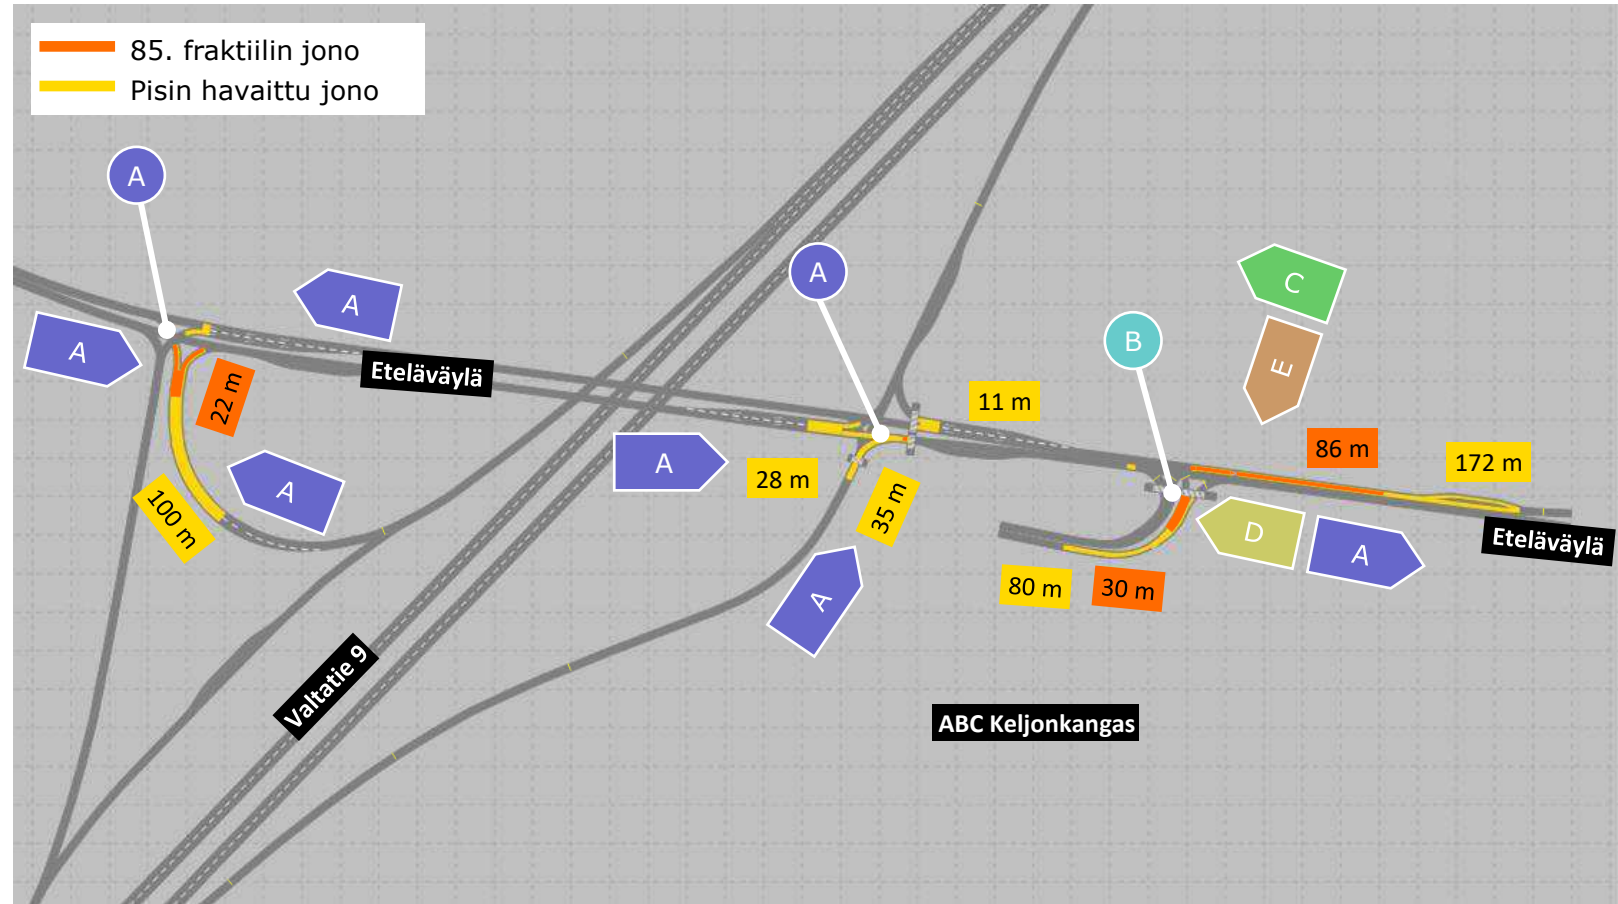 85. fraktiilin jono
Pisin havaittu jono
A
A
A
A
Eteläväylä
22 m
A
100 m
A
A
28 m
35 m
A
11 m
B
C
E
86 m
172 m
D
A
Eteläväylä
80 m
30 m
Valtatie 9
ABC Keljonkangas